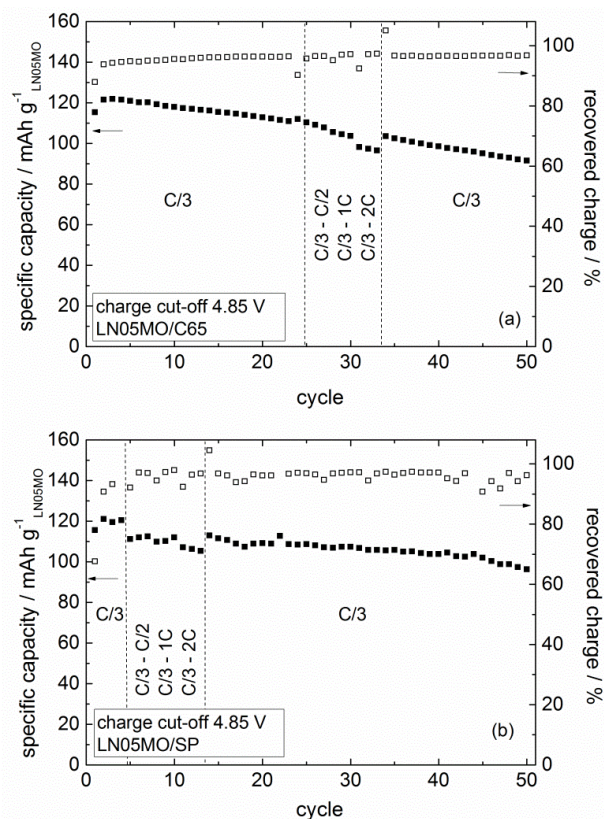 (a)
160
140
120
100
80
60
40
20
0
specific capacity / mAh g⁻¹LN05MO
100
80
60
40
20
0
recovered charge / %
C/3
C/3 - C/2
C/3 - 1C
C/3 - 2C
C/3
charge cut-off 4.85 V
LN05MO/C65
0 10 20 30 40 50
cycle
160
140
120
100
80
60
40
20
0
specific capacity / mAh g⁻¹LN05MO
100
80
60
40
20
0
recovered charge / %
C/3
C/3 - C/2
C/3 - 1C
C/3 - 2C
C/3
charge cut-off 4.85 V
LN05MO/SP
(b)
0 10 20 30 40 50
cycle